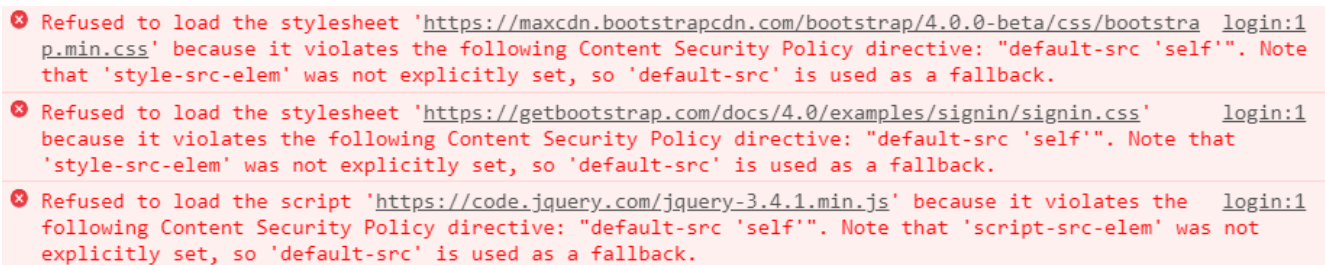 Refused to load the stylesheet 'https://maxcdn.bootstrapcdn.com/bootstrap/4.0.0-beta/css/bootstra login:1
p.min.css' because it violates the following Content Security Policy directive: "default-src 'self'". Note
that 'style-src-elem' was not explicitly set, so 'default-src' is used as a fallback.
Refused to load the stylesheet 'https://getbootstrap.com/docs/4.0/examples/signin/signin.css' login:1
because it violates the following Content Security Policy directive: "default-src 'self'". Note that
'style-src-elem' was not explicitly set, so 'default-src' is used as a fallback.
Refused to load the script 'https://code.jquery.com/jquery-3.4.1.min.js' because it violates the login:1
following Content Security Policy directive: "default-src 'self'". Note that 'script-src-elem' was not
explicitly set, so 'default-src' is used as a fallback.